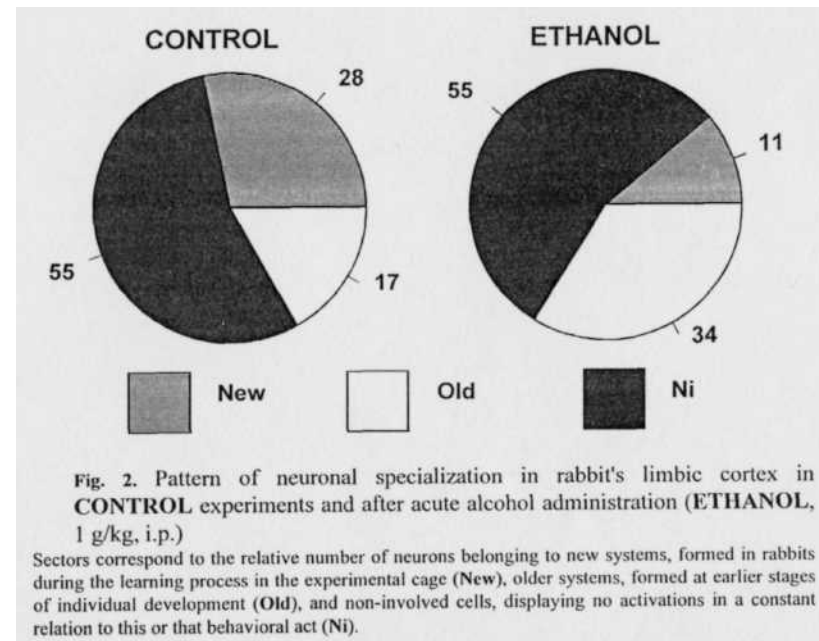 CONTROL
ETHANOL
28
55
17
55
11
34
New
Old
Ni
Fig. 2. Pattern of neuronal specialization in rabbit's limbic cortex in
CONTROL experiments and after acute alcohol administration (ETHANOL,
1 g/kg, i.p.)
Sectors correspond to the relative number of neurons belonging to new systems, formed in rabbits
during the learning process in the experimental cage (New), older systems, formed at earlier stages
of individual development (Old), and non-involved cells, displaying no activations in a constant
relation to this or that behavioral act (Ni).